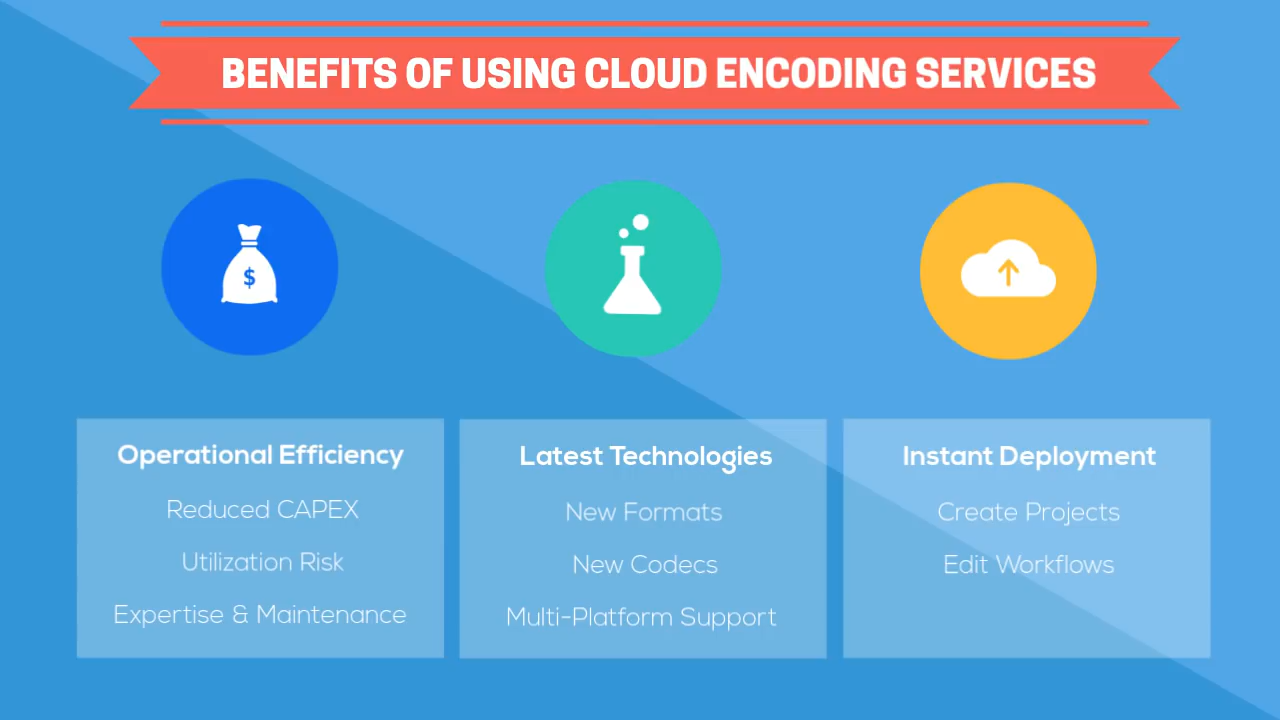 BENEFITS OF USING CLOUD ENCODING SERVICES
$
Operational Efficiency
Reduced CAPEX
Utilization Risk
Expertise & Maintenance
Latest Technologies
New Formats
New Codecs
Multi-Platform Support
Instant Deployment
Create Projects
Edit Workflows